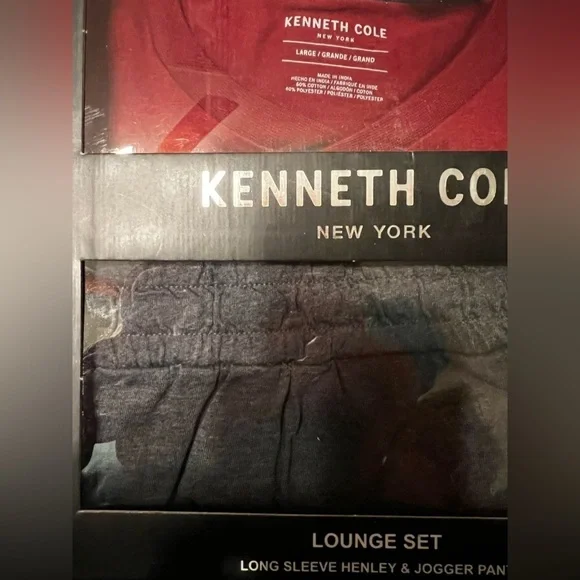 KENNETH COLE
NEW YORK
LARGE / GRANDE / GRAND
MADE IN INDIA
HECHO EN INDIA / FABRIQUÉ EN INDE
60% COTTON / ALGODÓN / COTON
40% POLYESTER / POLIÉSTER / POLYESTER
KENNETH COL
NEW YORK
LOUNGE SET
LONG SLEEVE HENLEY & JOGGER PANT